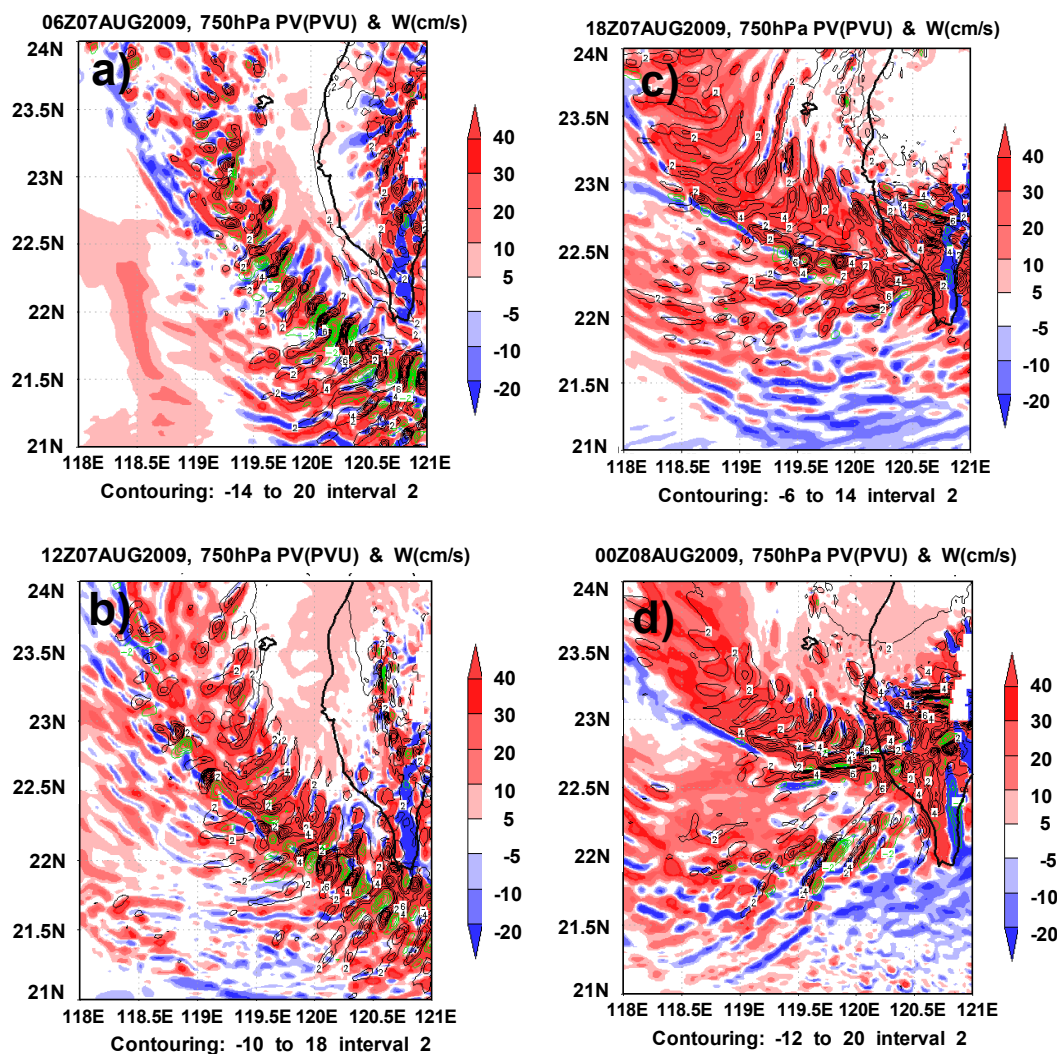 06Z07AUG2009, 750hPa PV(PVU) & W(cm/s)
a)
24N
23.5N
23N
22.5N
22N
21.5N
21N
118E 118.5E 119E 119.5E 120E 120.5E 121E
40
30
20
10
5
-5
-10
-20
Contouring: -14 to 20 interval 2
18Z07AUG2009, 750hPa PV(PVU) & W(cm/s)
c)
24N
23.5N
23N
22.5N
22N
21.5N
21N
118E 118.5E 119E 119.5E 120E 120.5E 121E
40
30
20
10
5
-5
-10
-20
Contouring: -6 to 14 interval 2
12Z07AUG2009, 750hPa PV(PVU) & W(cm/s)
b)
24N
23.5N
23N
22.5N
22N
21.5N
21N
118E 118.5E 119E 119.5E 120E 120.5E 121E
40
30
20
10
5
-5
-10
-20
Contouring: -10 to 18 interval 2
00Z08AUG2009, 750hPa PV(PVU) & W(cm/s)
d)
24N
23.5N
23N
22.5N
22N
21.5N
21N
118E 118.5E 119E 119.5E 120E 120.5E 121E
40
30
20
10
5
-5
-10
-20
Contouring: -12 to 20 interval 2